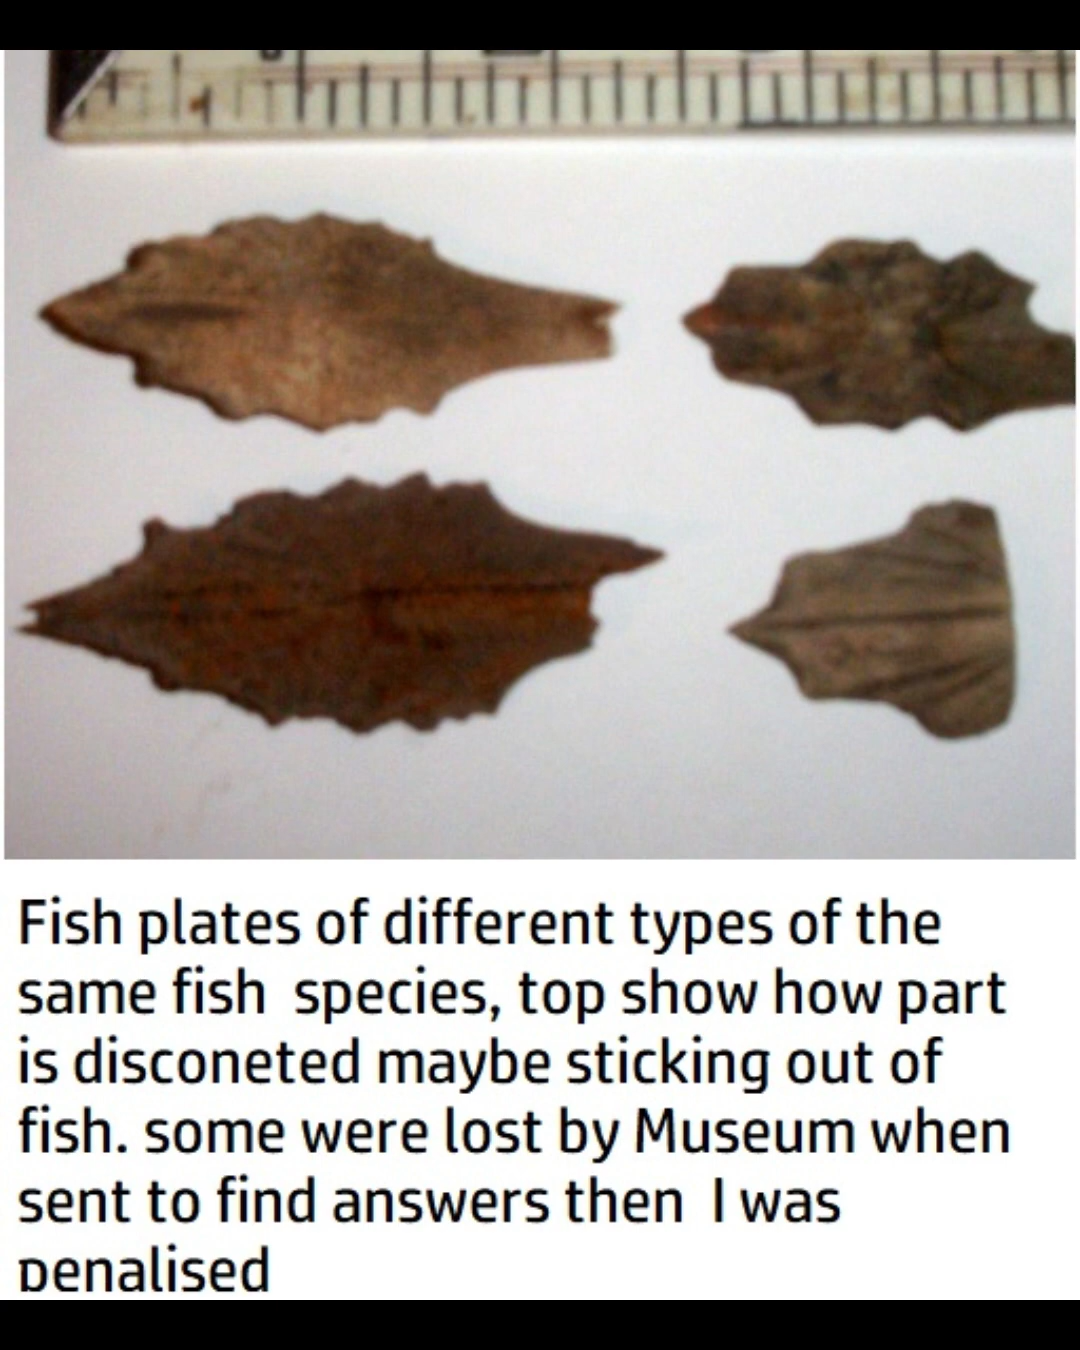 Fish plates of different types of the
same fish  species, top show how part
is disconeted maybe sticking out of
fish. some were lost by Museum when
sent to find answers then  I was
penalised